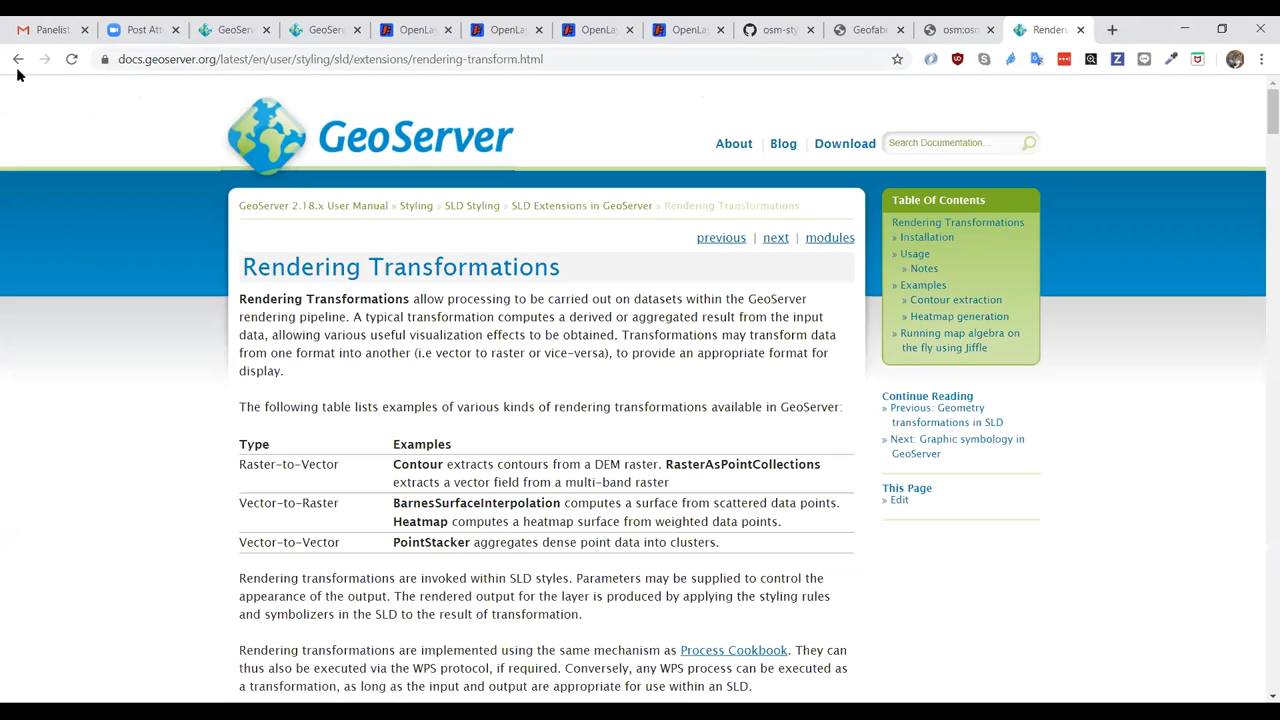 Panelist
Post Att
GeoServ
GeoServ
OpenLay
OpenLay
OpenLay
OpenLay
osm-sty
Geofab
osm:osm
Render
docs.geoserver.org/latest/en/user/styling/sld/extensions/rendering-transform.html
GeoServer
About
Blog
Download
Search Documentation...
GeoServer 2.18.x User Manual » Styling » SLD Styling » SLD Extensions in GeoServer » Rendering Transformations
previous | next | modules
Rendering Transformations
Rendering Transformations allow processing to be carried out on datasets within the GeoServer
rendering pipeline. A typical transformation computes a derived or aggregated result from the input
data, allowing various useful visualization effects to be obtained. Transformations may transform data
from one format into another (i.e vector to raster or vice-versa), to provide an appropriate format for
display.
The following table lists examples of various kinds of rendering transformations available in GeoServer:
Type Examples
Raster-to-Vector Contour extracts contours from a DEM raster. RasterAsPointCollections
extracts a vector field from a multi-band raster
Vector-to-Raster BarnesSurfaceInterpolation computes a surface from scattered data points.
Heatmap computes a heatmap surface from weighted data points.
Vector-to-Vector PointStacker aggregates dense point data into clusters.
Rendering transformations are invoked within SLD styles. Parameters may be supplied to control the
appearance of the output. The rendered output for the layer is produced by applying the styling rules
and symbolizers in the SLD to the result of transformation.
Rendering transformations are implemented using the same mechanism as Process Cookbook. They can
thus also be executed via the WPS protocol, if required. Conversely, any WPS process can be executed as
a transformation, as long as the input and output are appropriate for use within an SLD.
Table Of Contents
Rendering Transformations
» Installation
» Usage
» Notes
» Examples
» Contour extraction
» Heatmap generation
» Running map algebra on
the fly using Jiffle
Continue Reading
» Previous: Geometry
transformations in SLD
» Next: Graphic symbology in
GeoServer
This Page
» Edit